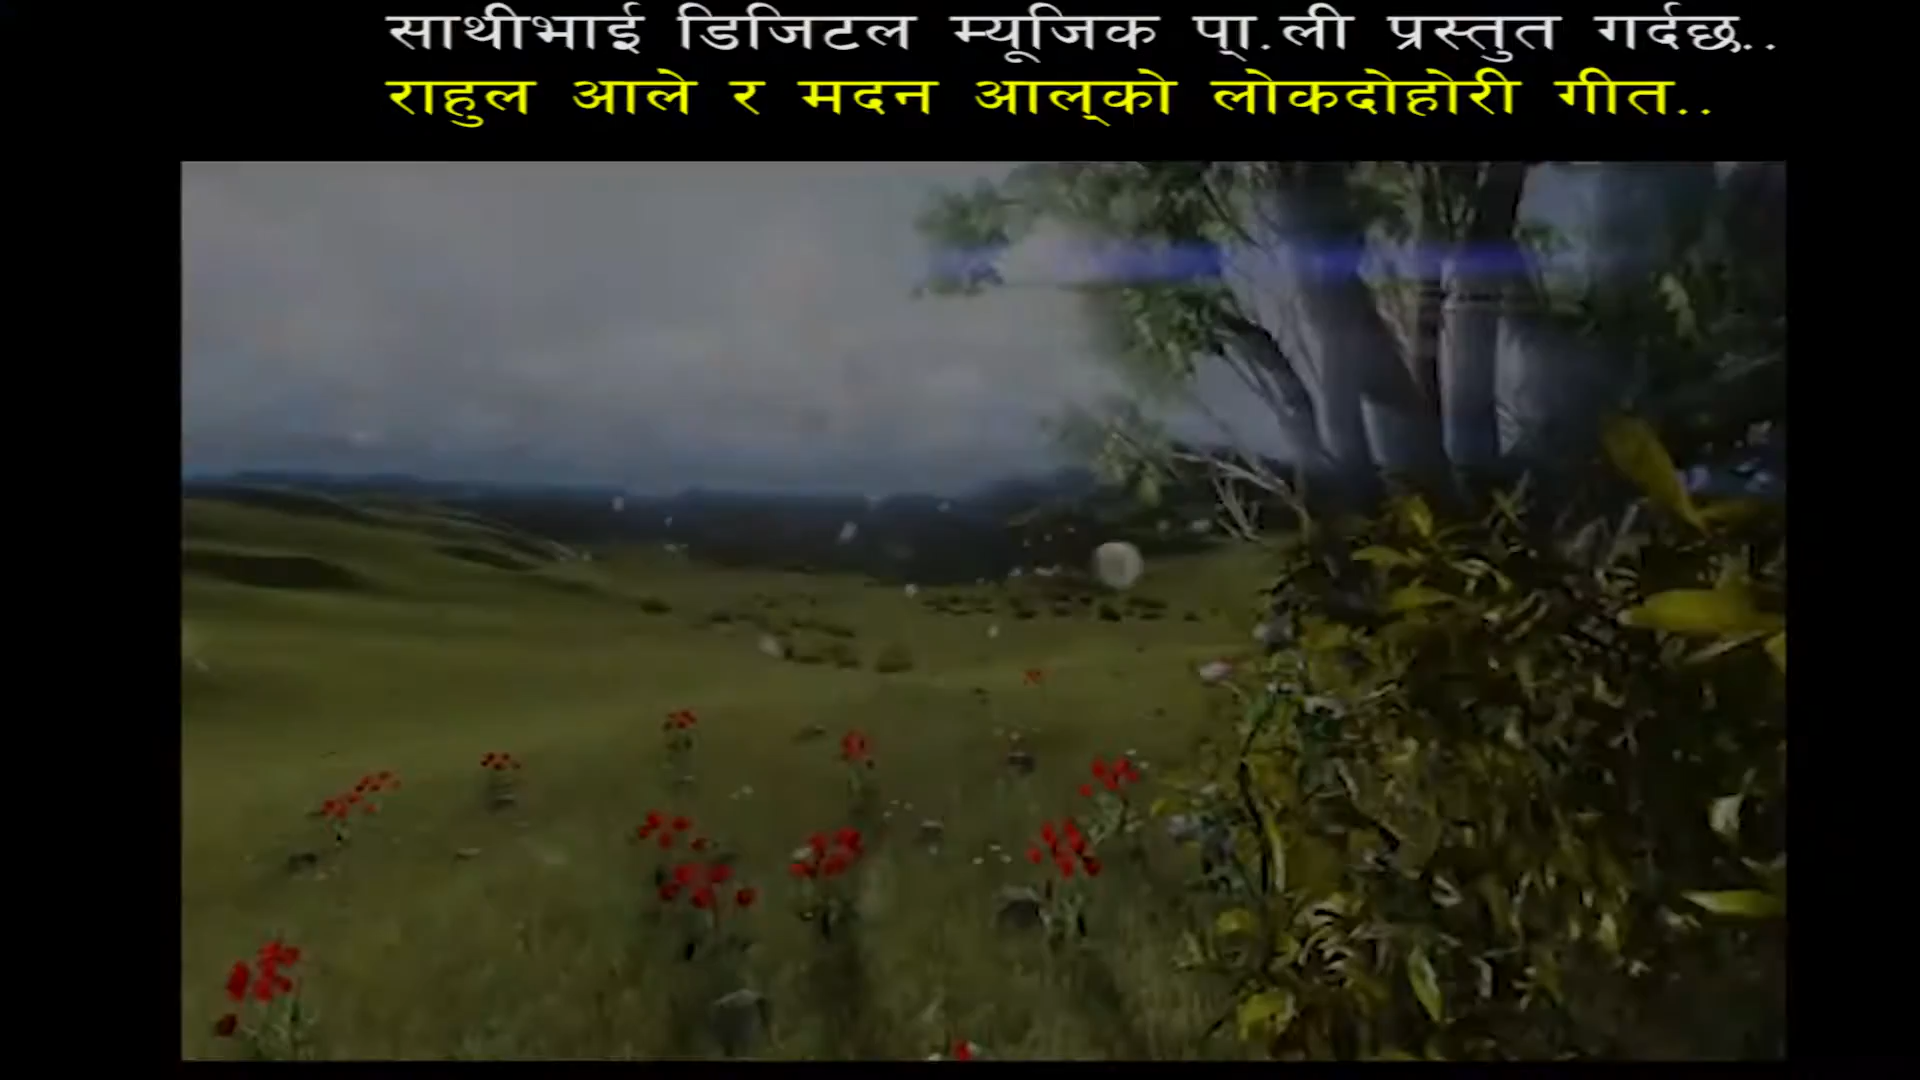 साथीभाई डिजिटल म्यूजिक पा्.ली प्रस्तुत गर्दछ..
राहुल आले र मदन आल्को लोकदोहोरी गीत..